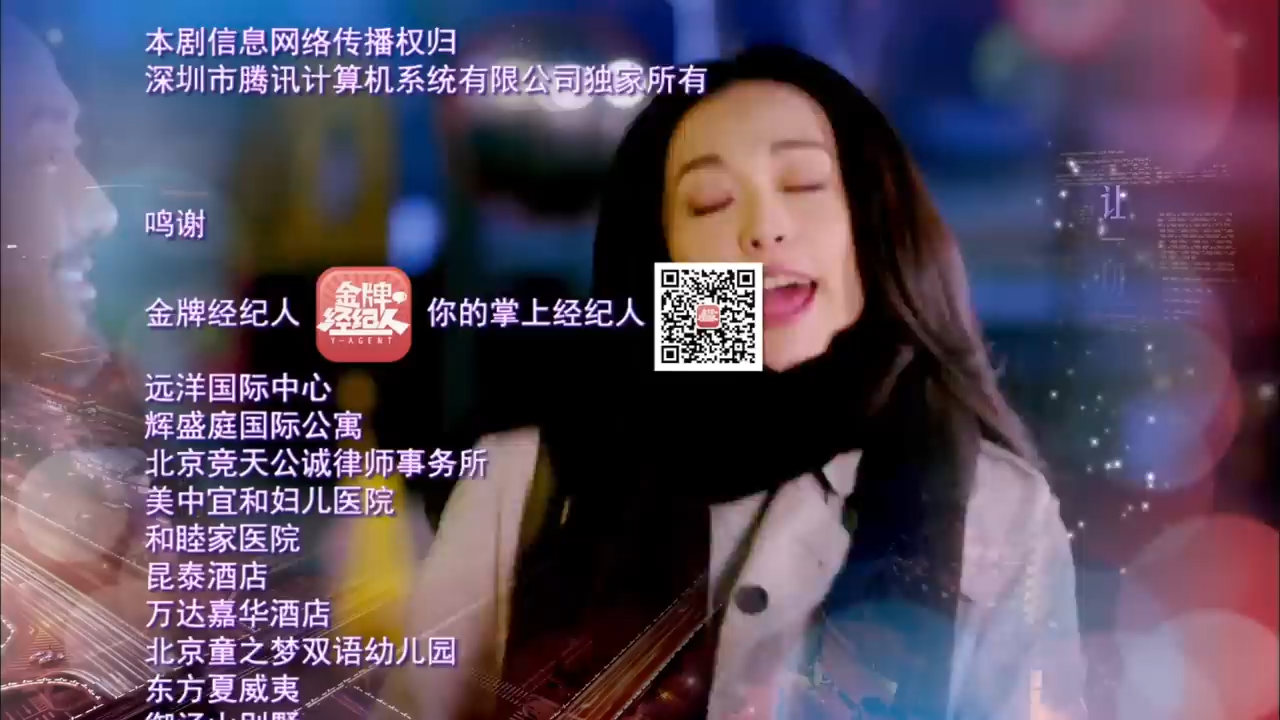 本剧信息网络传播权归
深圳市腾讯计算机系统有限公司独家所有
鸣谢
金牌经纪人 金牌经纪人 Y-AGENT 你的掌上经纪人
远洋国际中心
辉盛庭国际公寓
北京竞天公诚律师事务所
美中宜和妇儿医院
和睦家医院
昆泰酒店
万达嘉华酒店
北京童之梦双语幼儿园
东方夏威夷
让
一